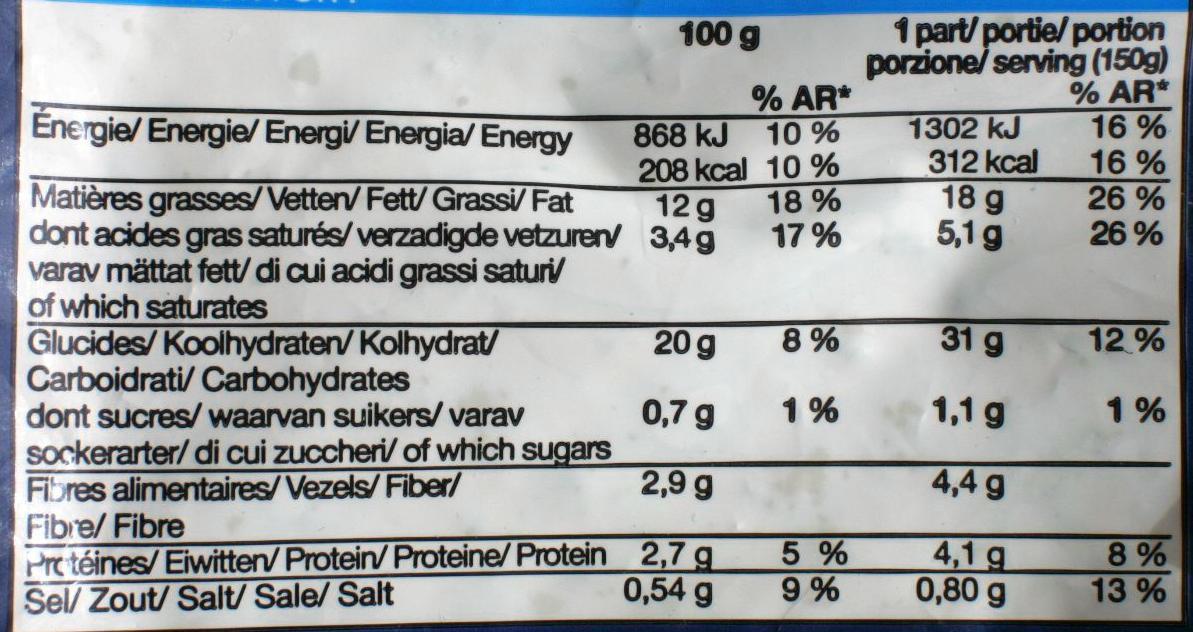 100 g 1 part/ portie/ portion
porzione/ serving (150g)
% AR* % AR*
Énergie/ Energie/ Energi/ Energia/ Energy 868 kJ 10 % 1302 kJ 16 %
208 kcal 10 % 312 kcal 16 %
Matières grasses/ Vetten/ Fett/ Grassi/ Fat 12 g 18 % 18 g 26 %
dont acides gras saturés/ verzadigde vetzuren/ 3,4 g 17 % 5,1 g 26 %
varav mättat fett/ di cui acidi grassi saturi/
of which saturates
Glucides/ Koolhydraten/ Kolhydrat/ 20 g 8 % 31 g 12 %
Carboidrati/ Carbohydrates
dont sucres/ waarvan suikers/ varav 0,7 g 1 % 1,1 g 1 %
sockerarter/ di cui zuccheri/ of which sugars
Fibres alimentaires/ Vezels/ Fiber/ 2,9 g 4,4 g
Fibre/ Fibre
Protéines/ Eiwitten/ Protein/ Proteine/ Protein 2,7 g 5 % 4,1 g 8 %
Sel/ Zout/ Salt/ Sale/ Salt 0,54 g 9 % 0,80 g 13 %